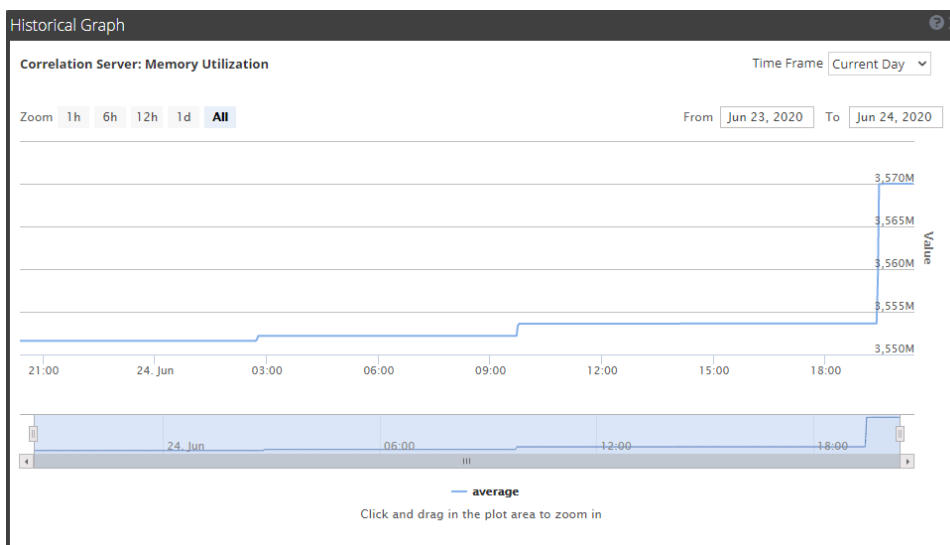 Historical Graph
Correlation Server: Memory Utilization
Time Frame Current Day
Zoom 1h 6h 12h 1d All
From Jun 23, 2020 To Jun 24, 2020
3,570M
3,565M
3,560M
3,555M
3,550M
Value
21:00 24. Jun 03:00 06:00 09:00 12:00 15:00 18:00
24. Jun 06:00 12:00 18:00
average
Click and drag in the plot area to zoom in